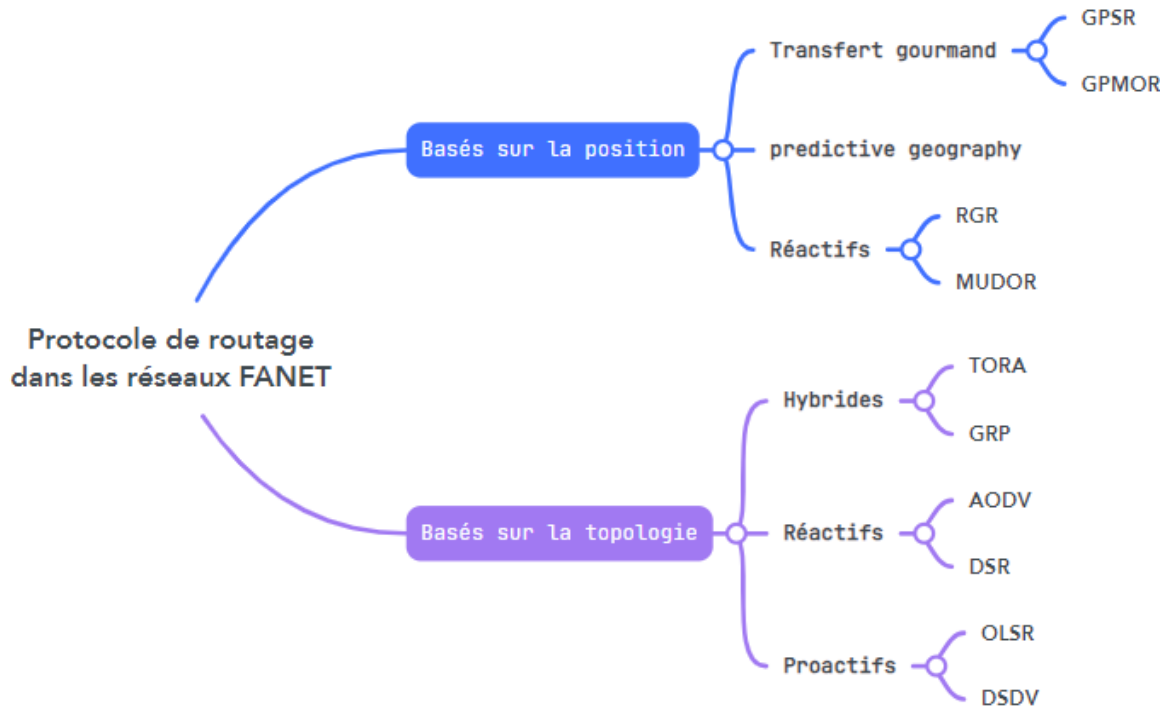 GPSR
Transfert gourmand
GPMOR
Basés sur la position
predictive geography
RGR
Réactifs
MUDOR
Protocole de routage
dans les réseaux FANET
TORA
Hybrides
GRP
AODV
Basés sur la topologie
Réactifs
DSR
OLSR
Proactifs
DSDV